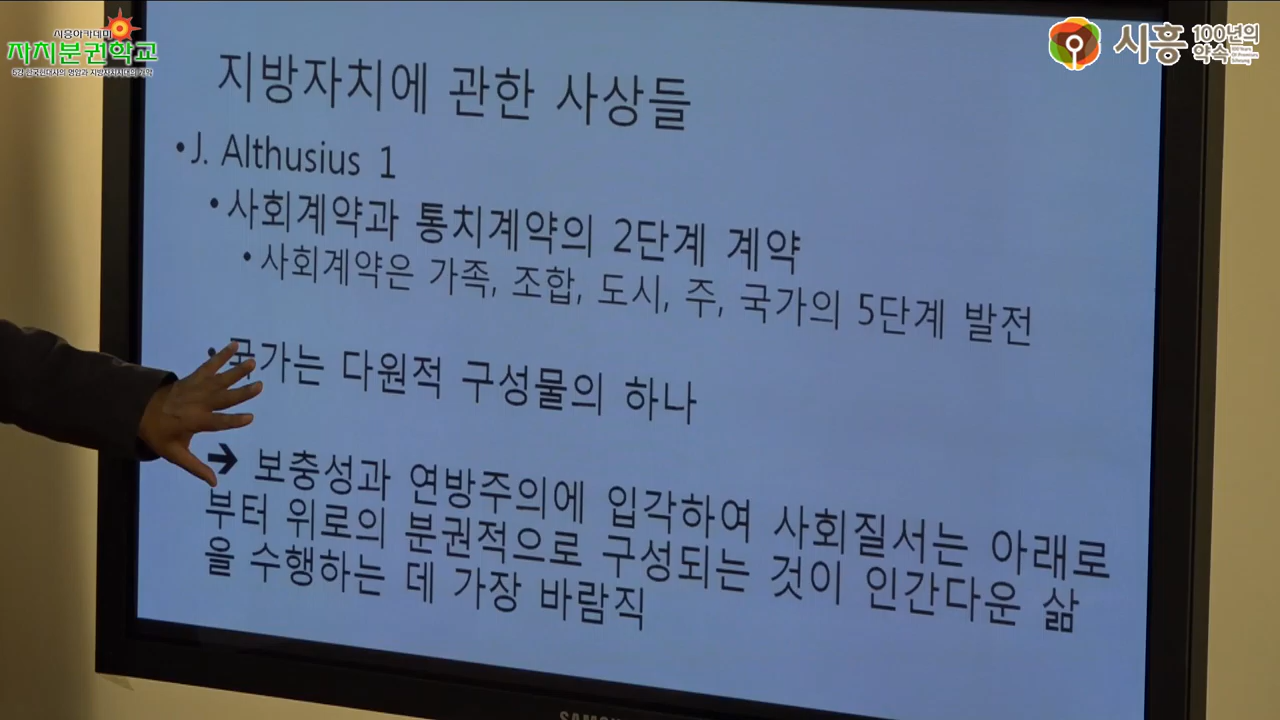 시흥아카데미
자치분권학교
시흥 100년의
약속
지방자치에 관한 사상들
•J. Althusius 1
•사회계약과 통치계약의 2단계 계약
•사회계약은 가족, 조합, 도시, 주, 국가의 5단계 발전
•국가는 다원적 구성물의 하나
➔ 보충성과 연방주의에 입각하여 사회질서는 아래로
부터 위로의 분권적으로 구성되는 것이 인간다운 삶
을 수행하는 데 가장 바람직